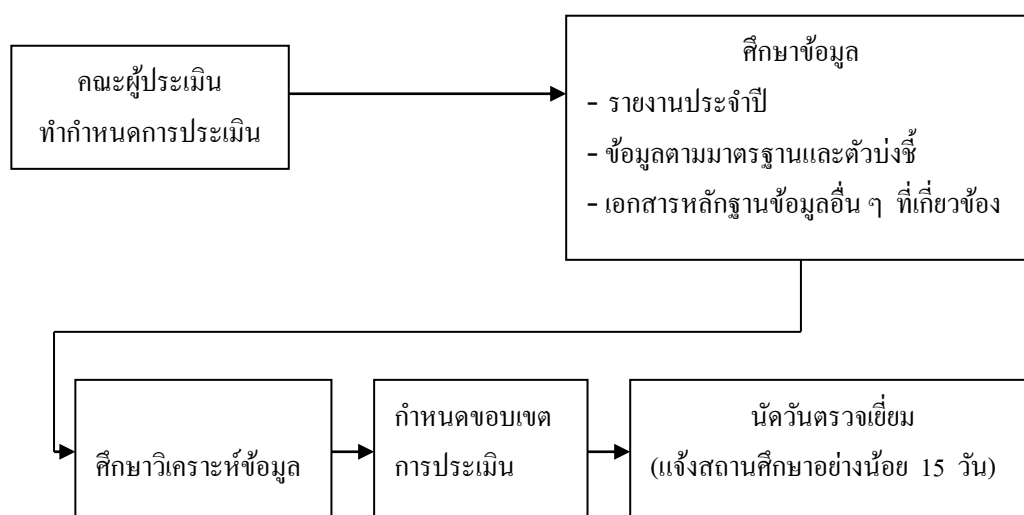 คณะผู้ประเมิน
ทำกำหนดการประเมิน
ศึกษาข้อมูล
- รายงานประจำปี
- ข้อมูลตามมาตรฐานและตัวบ่งชี้
- เอกสารหลักฐานข้อมูลอื่น ๆ ที่เกี่ยวข้อง
ศึกษาวิเคราะห์ข้อมูล
กำหนดขอบเขต
การประเมิน
นัดวันตรวจเยี่ยม
(แจ้งสถานศึกษาอย่างน้อย 15 วัน)